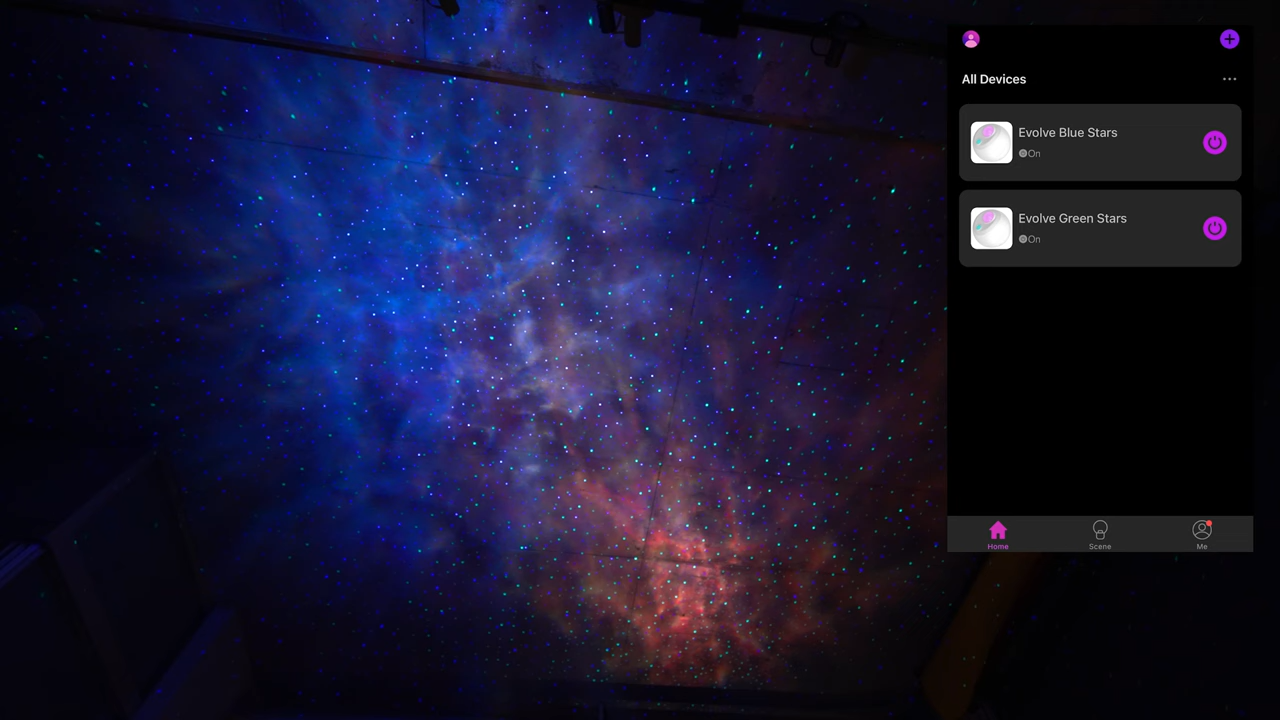 All Devices
Evolve Blue Stars
On
Evolve Green Stars
On
Home
Scene
Me